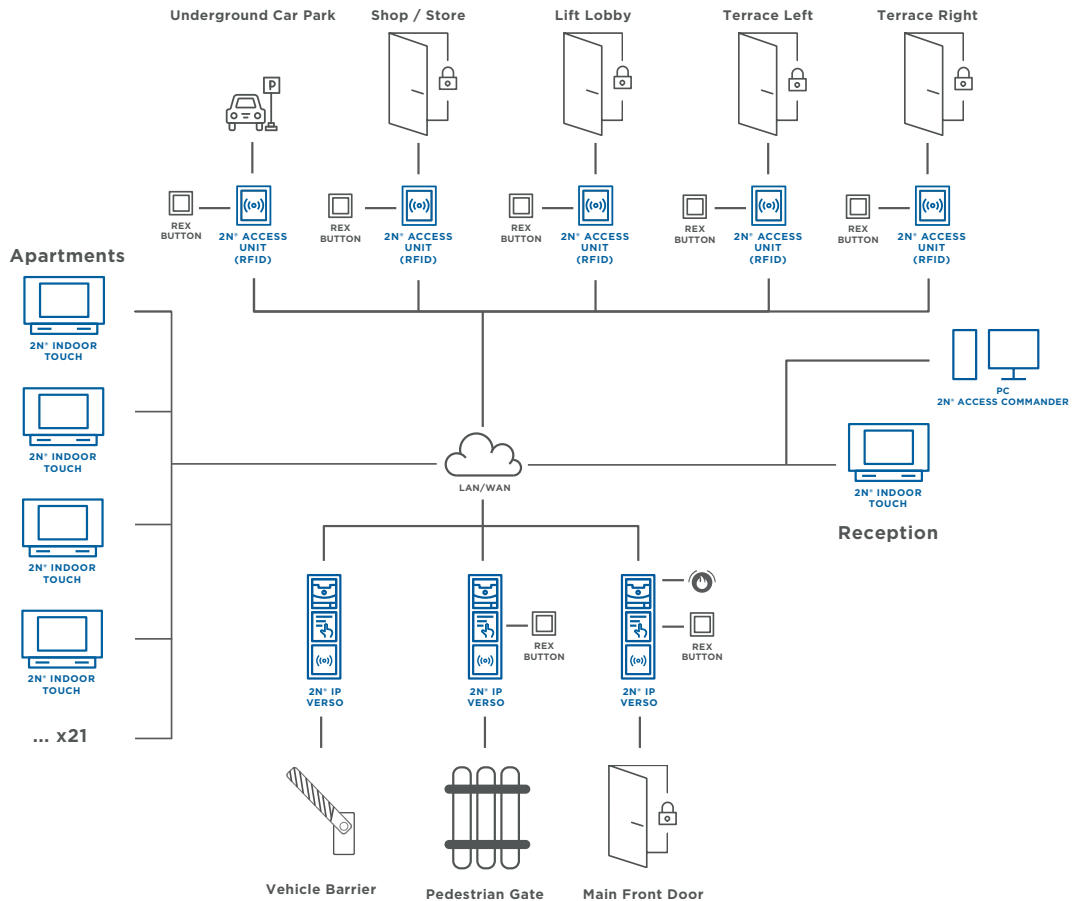 Underground Car Park
Shop / Store
Lift Lobby
Terrace Left
Terrace Right
P
REX
BUTTON
2N® ACCESS
UNIT
(RFID)
REX
BUTTON
2N® ACCESS
UNIT
(RFID)
REX
BUTTON
2N® ACCESS
UNIT
(RFID)
REX
BUTTON
2N® ACCESS
UNIT
(RFID)
REX
BUTTON
2N® ACCESS
UNIT
(RFID)
Apartments
2N® INDOOR
TOUCH
2N® INDOOR
TOUCH
2N® INDOOR
TOUCH
2N® INDOOR
TOUCH
... x21
LAN/WAN
PC
2N® ACCESS COMMANDER
2N® INDOOR
TOUCH
Reception
2N® IP
VERSO
REX
BUTTON
2N® IP
VERSO
REX
BUTTON
2N® IP
VERSO
Vehicle Barrier
Pedestrian Gate
Main Front Door